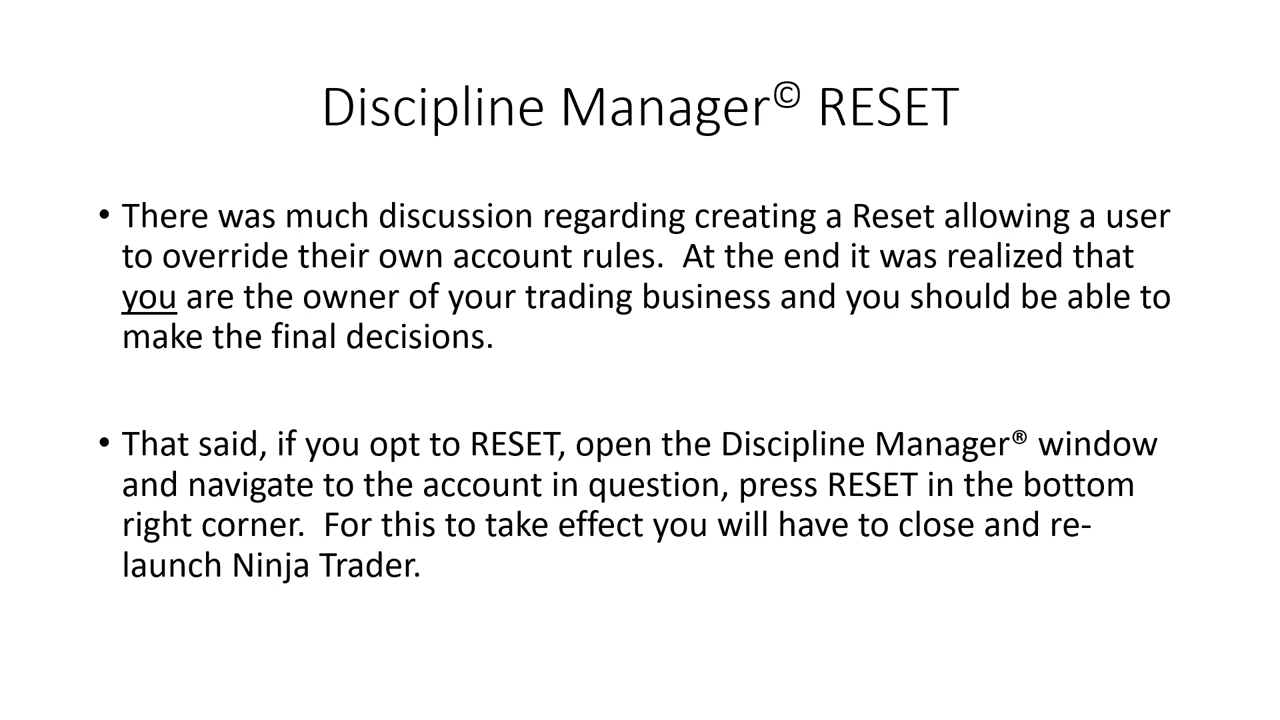 Discipline Manager© RESET
• There was much discussion regarding creating a Reset allowing a user
to override their own account rules.  At the end it was realized that
you are the owner of your trading business and you should be able to
make the final decisions.
• That said, if you opt to RESET, open the Discipline Manager® window
and navigate to the account in question, press RESET in the bottom
right corner.  For this to take effect you will have to close and re-
launch Ninja Trader.